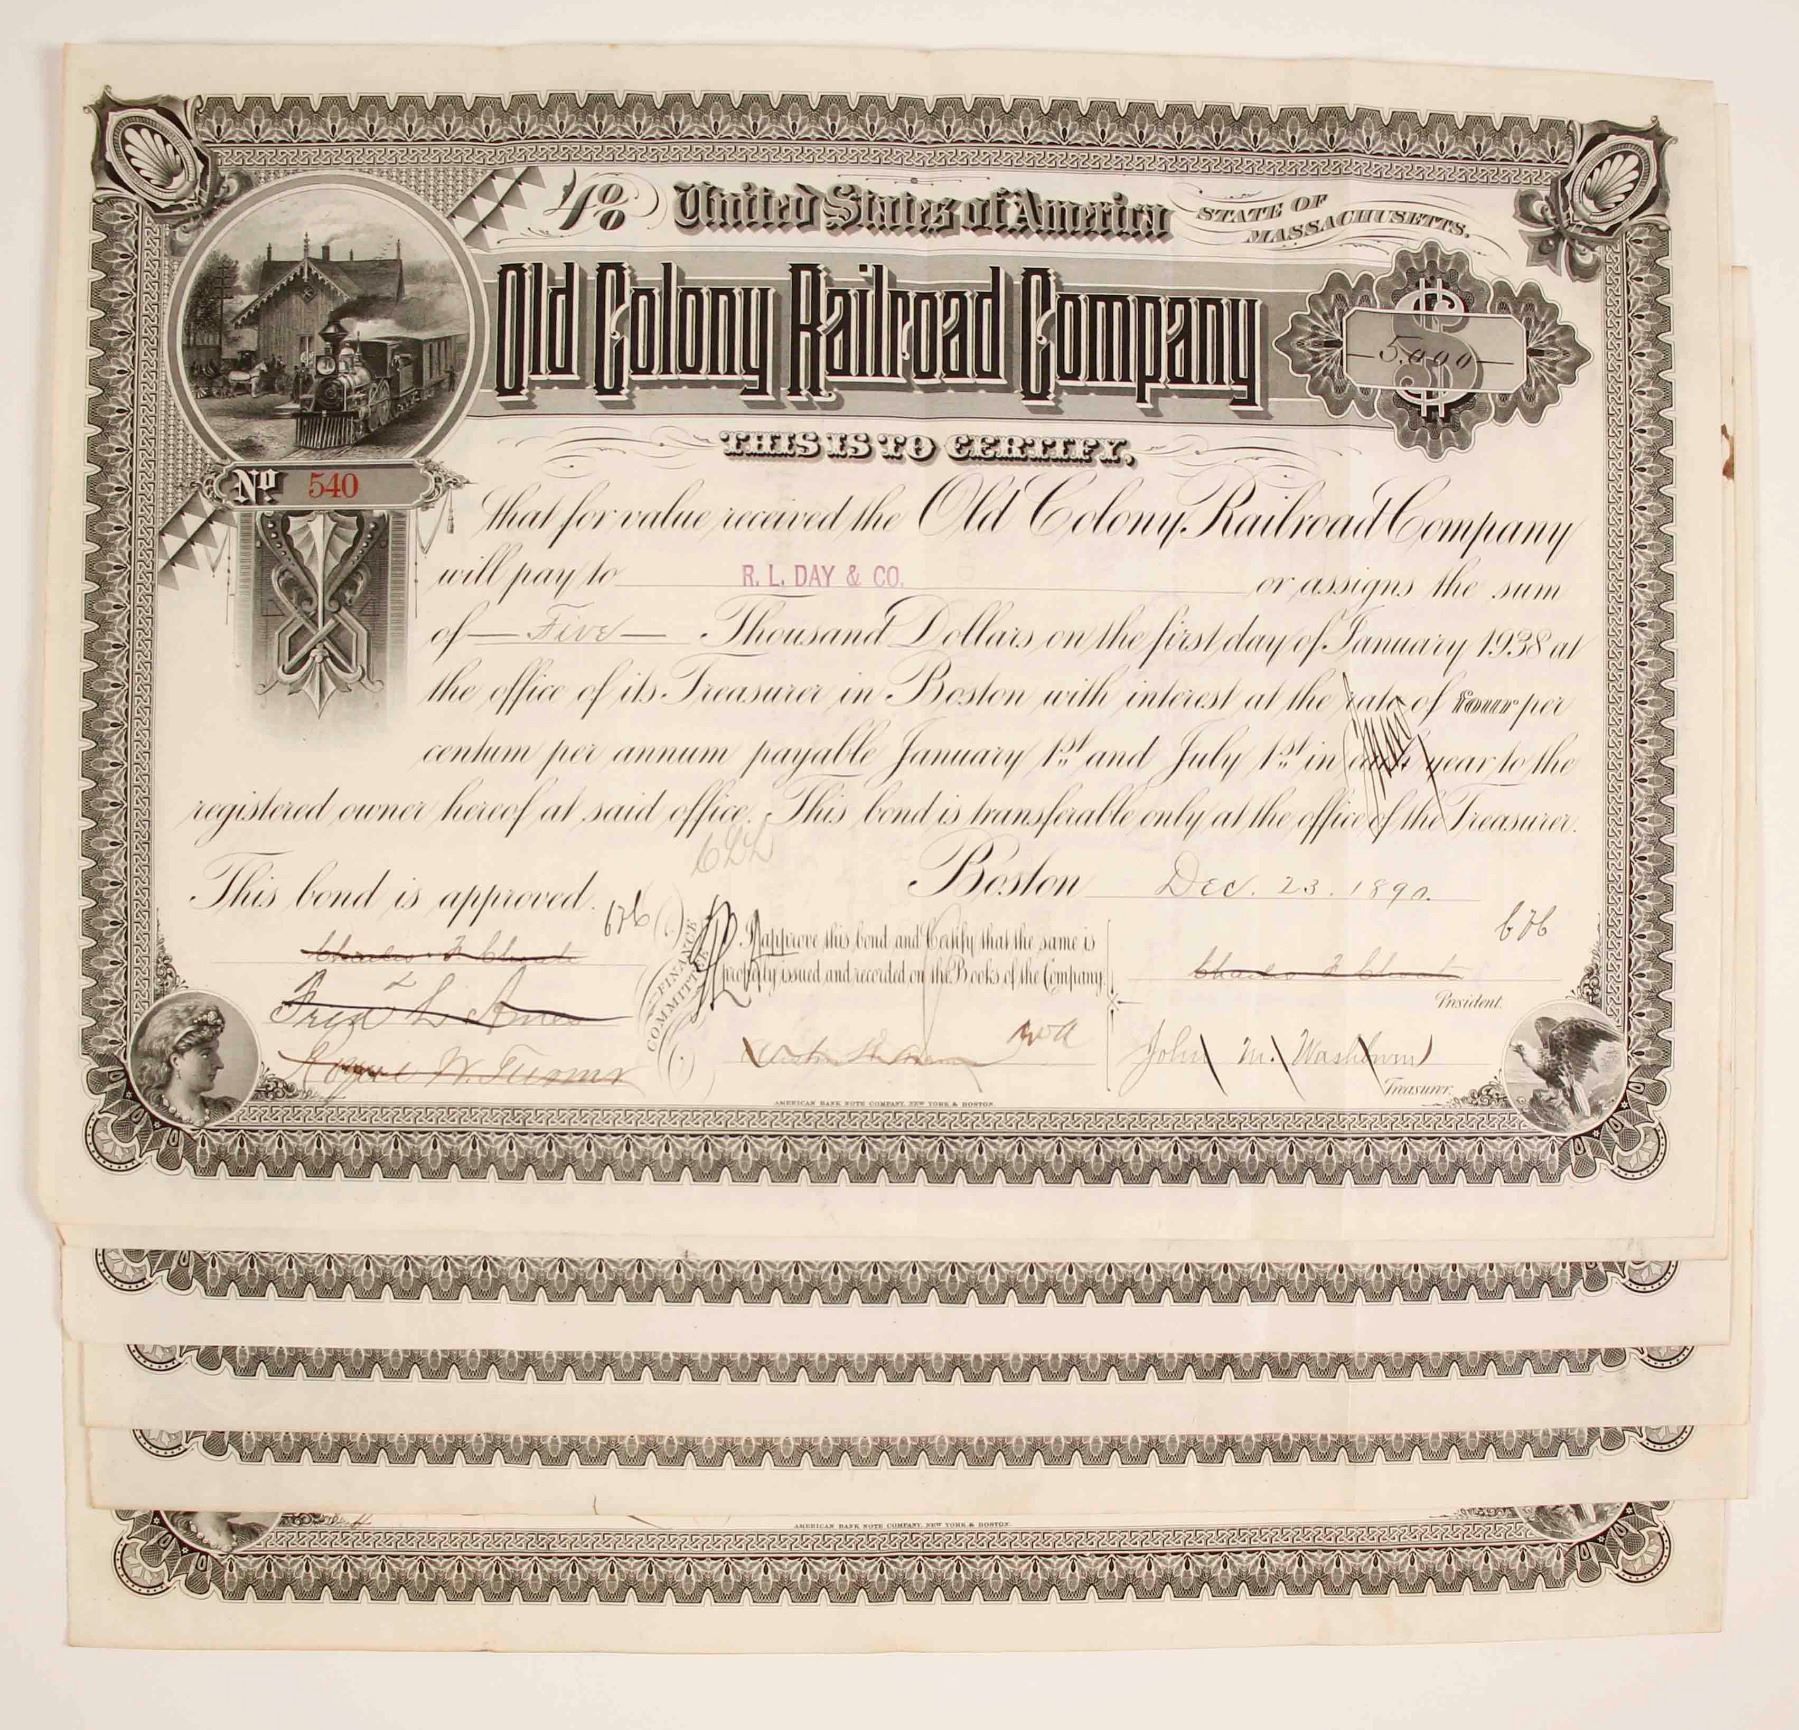 4%
United States of America
STATE OF
MASSACHUSETTS.
Old Colony Railroad Company
$ 5,000
THIS IS TO CERTIFY,
No 540
that for value received the Old Colony Railroad Company
will pay to R. L. DAY & CO. or assigns the sum
of Five Thousand Dollars on the first day of January 1938 at
the office of its Treasurer in Boston with interest at the rate of Four per
centum per annum payable January 1st and July 1st in each year to the
registered owner hereof at said office. This bond is transferable only at the office of the Treasurer.
Boston Dec. 23. 1890.
This bond is approved.
FINANCE
COMMITTEE
I approve this bond and Certify that the same is
properly issued and recorded on the Books of the Company.
Charles F. Choate
Charles F. Choate
President.
John M. Washburn
Treasurer.
AMERICAN BANK NOTE COMPANY, NEW YORK & BOSTON.
AMERICAN BANK NOTE COMPANY, NEW YORK & BOSTON.